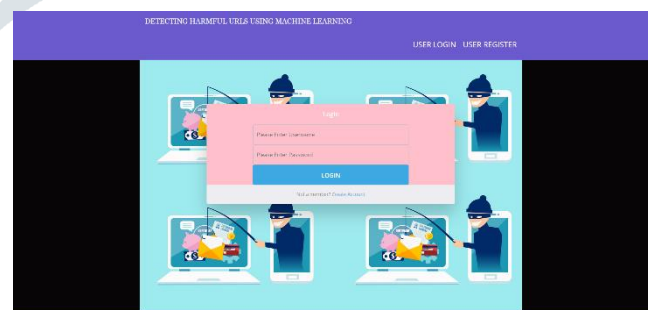 DETECTING HARMFUL URLS USING MACHINE LEARNING
USER LOGIN USER REGISTER
Login
Please Enter Username
Please Enter Password
LOGIN
Not a member? Create Account